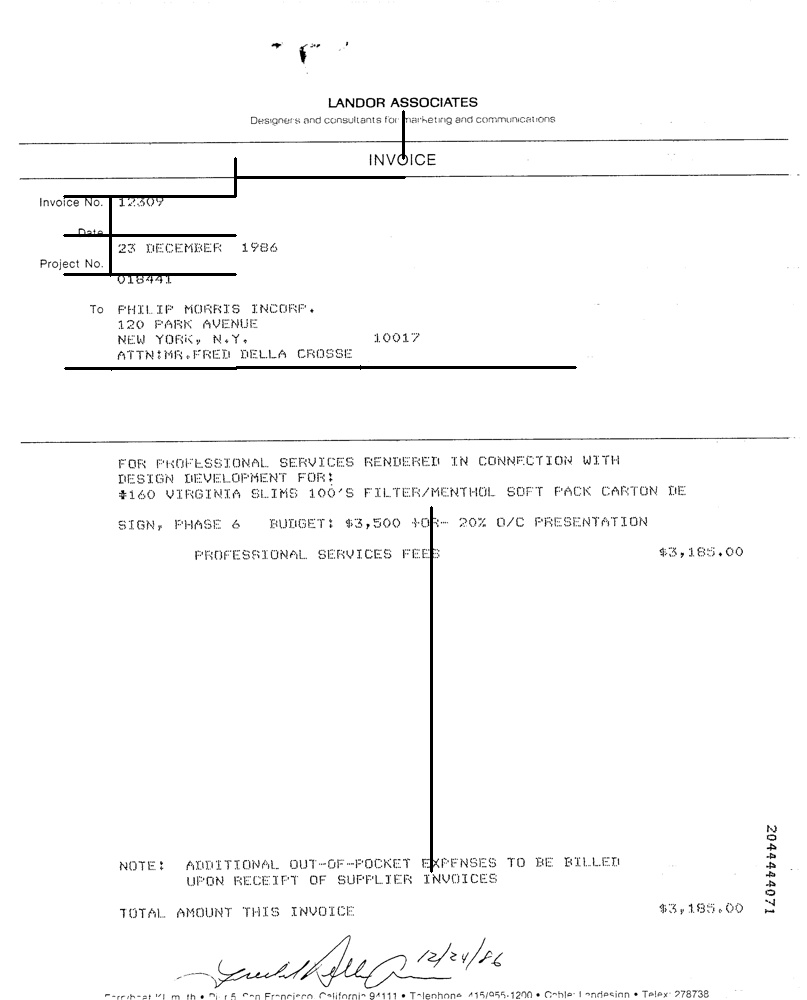 LANDOR ASSOCIATES
Designers and consultants for marketing and communications
INVOICE
Invoice No. 12309
Date 23 DECEMBER 1986
Project No. 018441
To PHILIP MORRIS INCORP.
120 PARK AVENUE
NEW YORK, N.Y. 10017
ATTN:MR.FRED DELLA CROSSE
FOR PROFESSIONAL SERVICES RENDERED IN CONNECTION WITH
DESIGN DEVELOPMENT FOR:
#160 VIRGINIA SLIMS 100'S FILTER/MENTHOL SOFT PACK CARTON DE
SIGN, PHASE 6 BUDGET: $3,500 +OR- 20% O/C PRESENTATION
PROFESSIONAL SERVICES FEES $3,185.00
NOTE: ADDITIONAL OUT-OF-POCKET EXPENSES TO BE BILLED
UPON RECEIPT OF SUPPLIER INVOICES
TOTAL AMOUNT THIS INVOICE $3,185.00
12/24/86
Pier 5 San Francisco California 94111 • Telephone 415/955-1200 • Cable: Landesign • Telex: 278738
2044444071